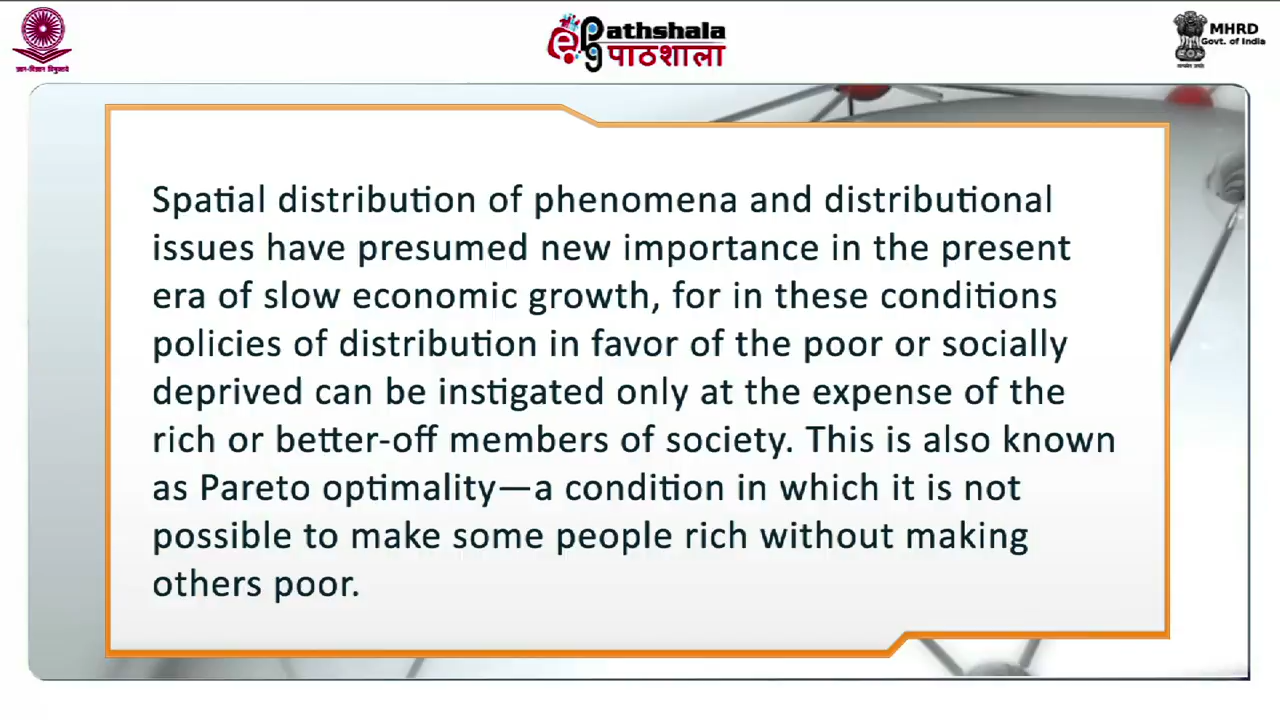 ePG Pathshala
पाठशाला
MHRD
Govt. of India
Spatial distribution of phenomena and distributional
issues have presumed new importance in the present
era of slow economic growth, for in these conditions
policies of distribution in favor of the poor or socially
deprived can be instigated only at the expense of the
rich or better-off members of society. This is also known
as Pareto optimality—a condition in which it is not
possible to make some people rich without making
others poor.